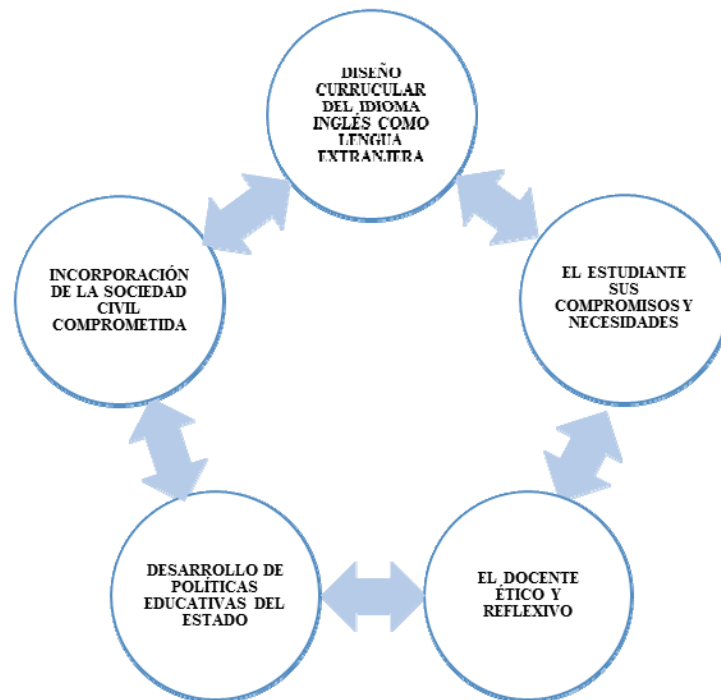 DISEÑO
CURRUCULAR
DEL IDIOMA
INGLÉS COMO
LENGUA
EXTRANJERA
EL ESTUDIANTE
SUS
COMPROMISOS Y
NECESIDADES
EL DOCENTE
ÉTICO Y
REFLEXIVO
DESARROLLO DE
POLÍTICAS
EDUCATIVAS DEL
ESTADO
INCORPORACIÓN
DE LA SOCIEDAD
CIVIL
COMPROMETIDA